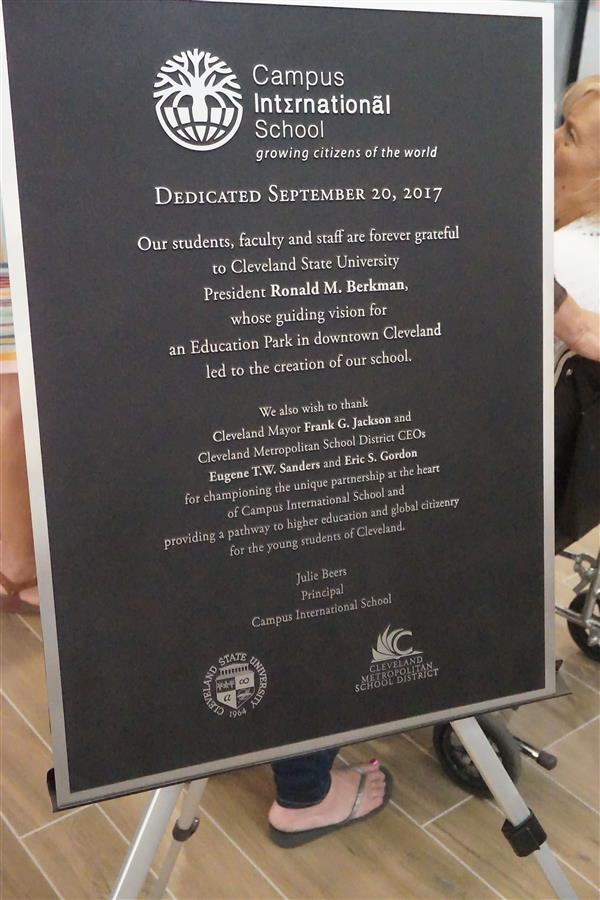 Campus
IntΣrnationãl
School
growing citizens of the world
DEDICATED SEPTEMBER 20, 2017
Our students, faculty and staff are forever grateful
to Cleveland State University
President Ronald M. Berkman,
whose guiding vision for
an Education Park in downtown Cleveland
led to the creation of our school.
We also wish to thank
Cleveland Mayor Frank G. Jackson and
Cleveland Metropolitan School District CEOs
Eugene T.W. Sanders and Eric S. Gordon
for championing the unique partnership at the heart
of Campus International School and
providing a pathway to higher education and global citizenry
for the young students of Cleveland.
Julie Beers
Principal
Campus International School
CLEVELAND STATE UNIVERSITY
1964
CLEVELAND
METROPOLITAN
SCHOOL DISTRICT